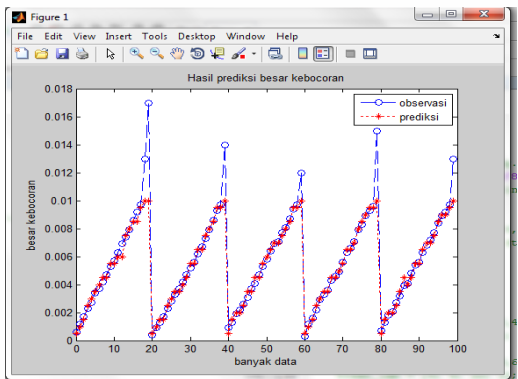 Figure 1
File Edit View Insert Tools Desktop Window Help
Hasil prediksi besar kebocoran
observasi
prediksi
besar kebocoran
0.018
0.016
0.014
0.012
0.01
0.008
0.006
0.004
0.002
0
0 10 20 30 40 50 60 70 80 90 100
banyak data